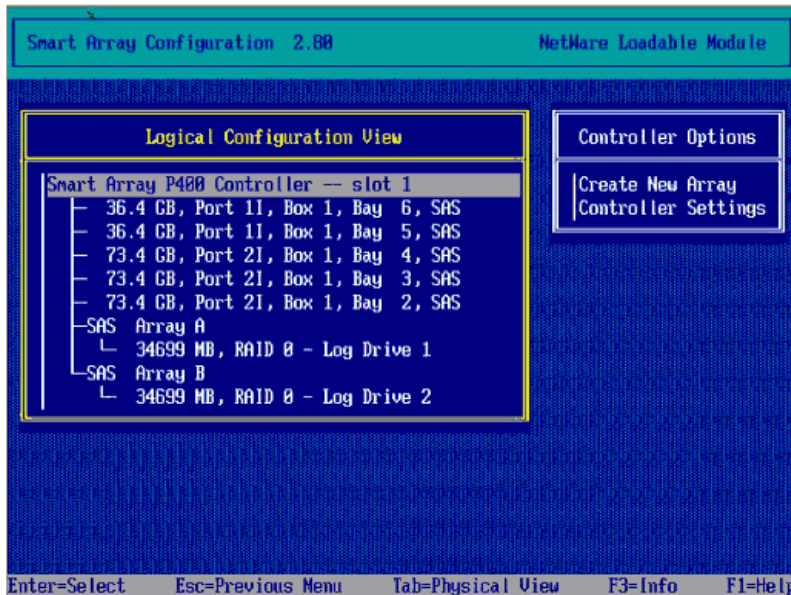 Smart Array Configuration 2.80 NetWare Loadable Module
Logical Configuration View
Smart Array P400 Controller -- slot 1
36.4 GB, Port 1I, Box 1, Bay 6, SAS
36.4 GB, Port 1I, Box 1, Bay 5, SAS
73.4 GB, Port 2I, Box 1, Bay 4, SAS
73.4 GB, Port 2I, Box 1, Bay 3, SAS
73.4 GB, Port 2I, Box 1, Bay 2, SAS
SAS Array A
34699 MB, RAID 0 - Log Drive 1
SAS Array B
34699 MB, RAID 0 - Log Drive 2
Controller Options
Create New Array
Controller Settings
Enter=Select Esc=Previous Menu Tab=Physical View F3=Info F1=Help